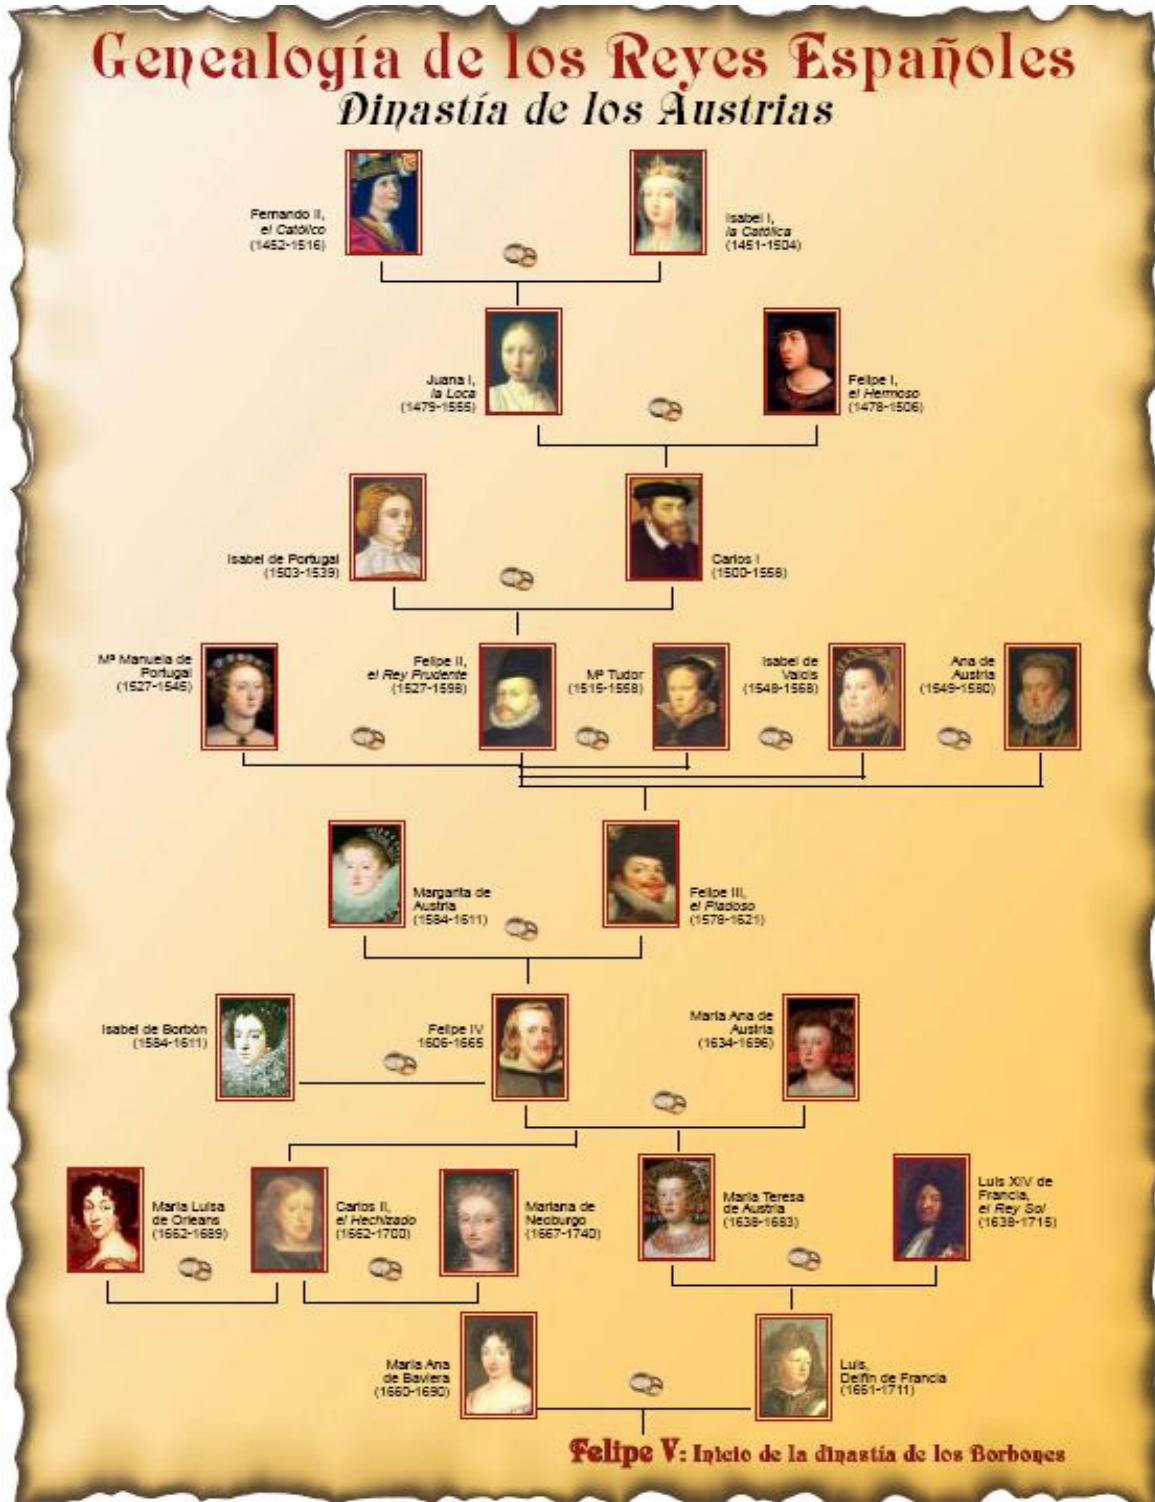 Genealogía de los Reyes Españoles
Dinastía de los Austrias
Fernando II,
el Católico
(1452-1516)
Isabel I,
la Católica
(1451-1504)
Juana I,
la Loca
(1479-1555)
Felipe I,
el Hermoso
(1478-1506)
Isabel de Portugal
(1503-1539)
Carlos I
(1500-1558)
Mª Manuela de
Portugal
(1527-1545)
Felipe II,
el Rey Prudente
(1527-1598)
Mª Tudor
(1515-1558)
Isabel de
Valois
(1548-1568)
Ana de
Austria
(1549-1580)
Margarita de
Austria
(1584-1611)
Felipe III,
el Piadoso
(1578-1621)
Isabel de Borbón
(1584-1611)
Felipe IV
1606-1665
María Ana de
Austria
(1634-1696)
María Luisa
de Orleans
(1662-1689)
Carlos II,
el Hechizado
(1662-1700)
Mariana de
Neoburgo
(1667-1740)
María Teresa
de Austria
(1638-1683)
Luis XIV de
Francia,
el Rey Sol
(1638-1715)
María Ana
de Baviera
(1660-1690)
Luis,
Delfín de Francia
(1661-1711)
Felipe V: Inicio de la dinastía de los Borbones